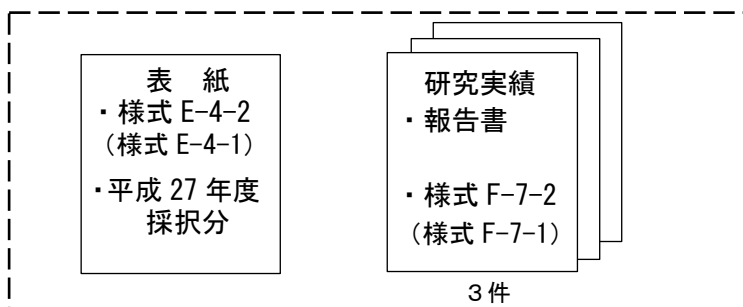 表 紙
・様式 E-4-2
(様式 E-4-1)
・平成 27 年度
採択分
研究実績
・報告書
・様式 F-7-2
(様式 F-7-1)
3件